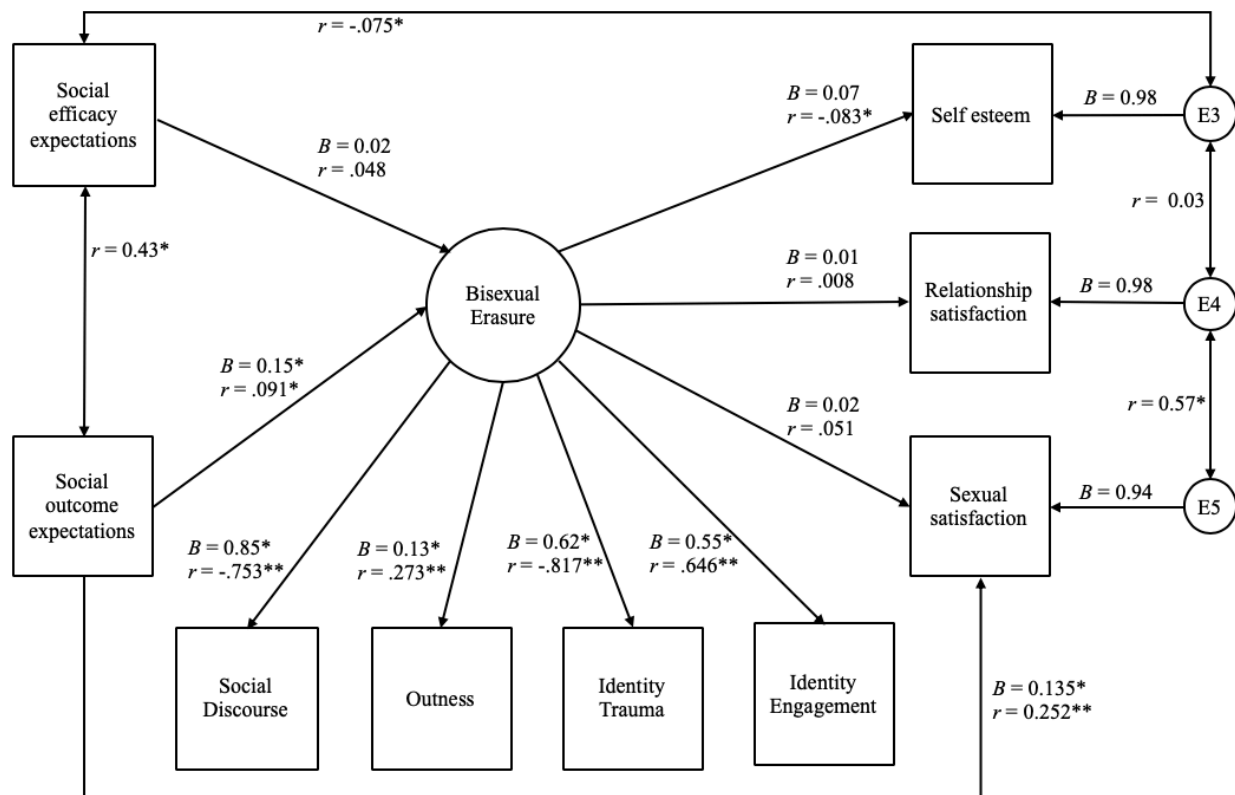 r = -.075*
Social
efficacy
expectations
B = 0.02
r = .048
B = 0.07
r = -.083*
Self esteem
B = 0.98
E3
r = 0.03
r = 0.43*
Bisexual
Erasure
B = 0.01
r = .008
Relationship
satisfaction
B = 0.98
E4
B = 0.15*
r = .091*
B = 0.02
r = .051
r = 0.57*
Social
outcome
expectations
Sexual
satisfaction
B = 0.94
E5
B = 0.85*
r = -.753**
B = 0.13*
r = .273**
B = 0.62*
r = -.817**
B = 0.55*
r = .646**
Social
Discourse
Outness
Identity
Trauma
Identity
Engagement
B = 0.135*
r = 0.252**